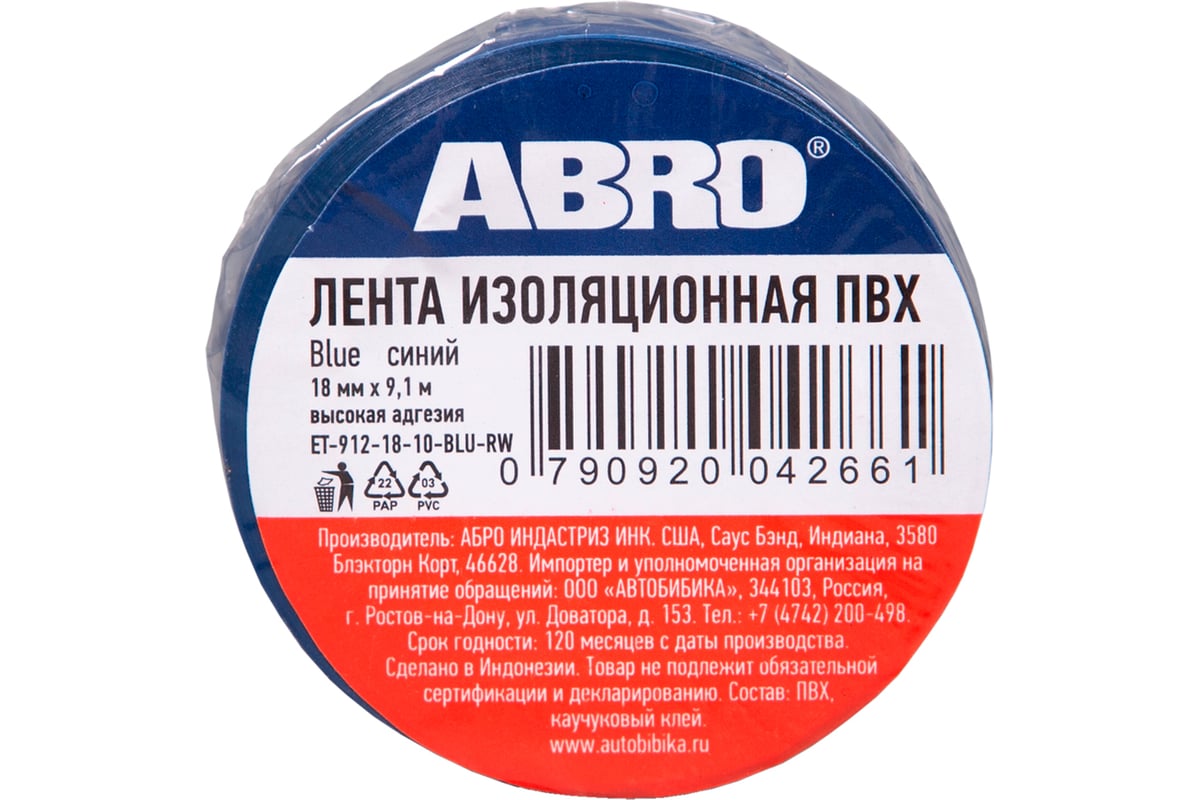 ABRO®
ЛЕНТА ИЗОЛЯЦИОННАЯ ПВХ
Blue синий
18 мм х 9,1 м
высокая адгезия
ET-912-18-10-BLU-RW
0 790920 042661
22 03
PAP PVC
Производитель: АБРО ИНДАСТРИЗ ИНК. США, Саус Бэнд, Индиана, 3580
Блэкторн Корт, 46628. Импортер и уполномоченная организация на
принятие обращений: ООО «АВТОБИБИКА», 344103, Россия,
г. Ростов-на-Дону, ул. Доватора, д. 153. Тел.: +7 (4742) 200-498.
Срок годности: 120 месяцев с даты производства.
Сделано в Индонезии. Товар не подлежит обязательной
сертификации и декларированию. Состав: ПВХ,
каучуковый клей.
www.autobibika.ru